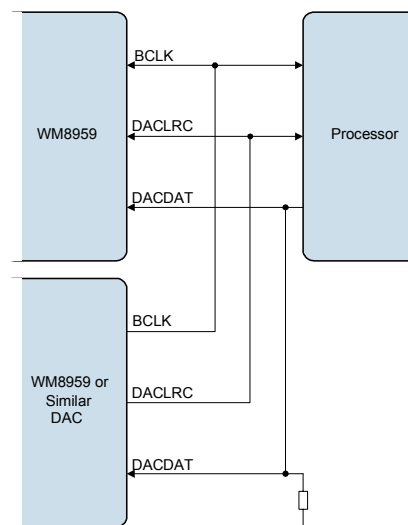 BCLK
WM8959
DACLRC
Processor
DACDAT
BCLK
WM8959 or
Similar
DAC
DACLRC
DACDAT